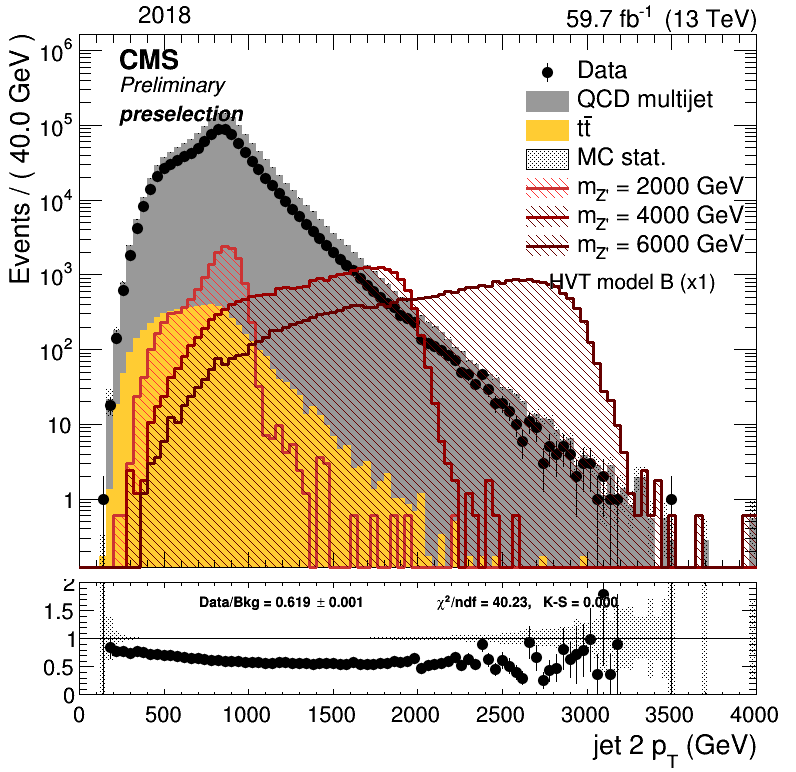 2018
59.7 fb⁻¹ (13 TeV)
Events / ( 40.0 GeV )
10⁶
10⁵
10⁴
10³
10²
10
1
CMS
Preliminary
preselection
Data
QCD multijet
tt̄
MC stat.
m_Z' = 2000 GeV
m_Z' = 4000 GeV
m_Z' = 6000 GeV
HVT model B (x1)
2
1.5
1
0.5
0
Data/Bkg = 0.619 ± 0.001
χ²/ndf = 40.23, K-S = 0.000
0 500 1000 1500 2000 2500 3000 3500 4000
jet 2 p_T (GeV)